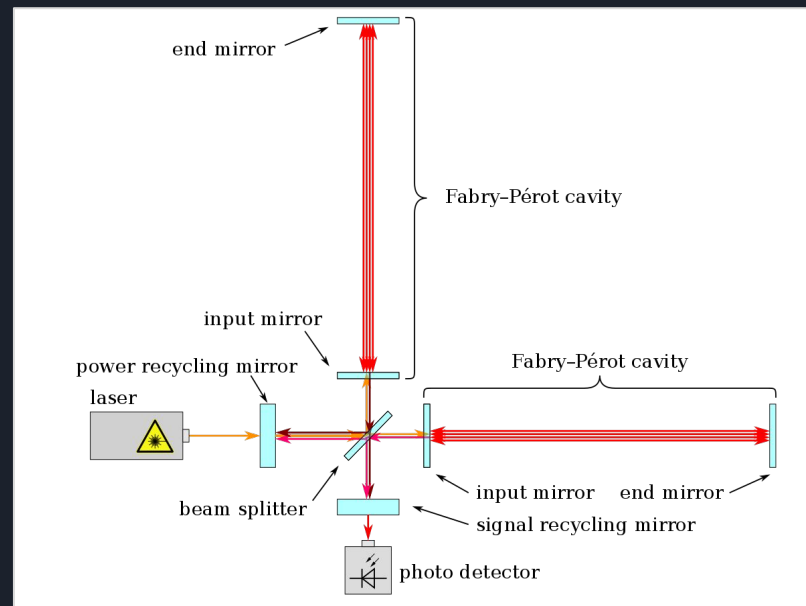 end mirror
Fabry–Pérot cavity
input mirror
Fabry–Pérot cavity
power recycling mirror
laser
input mirror
end mirror
beam splitter
signal recycling mirror
photo detector